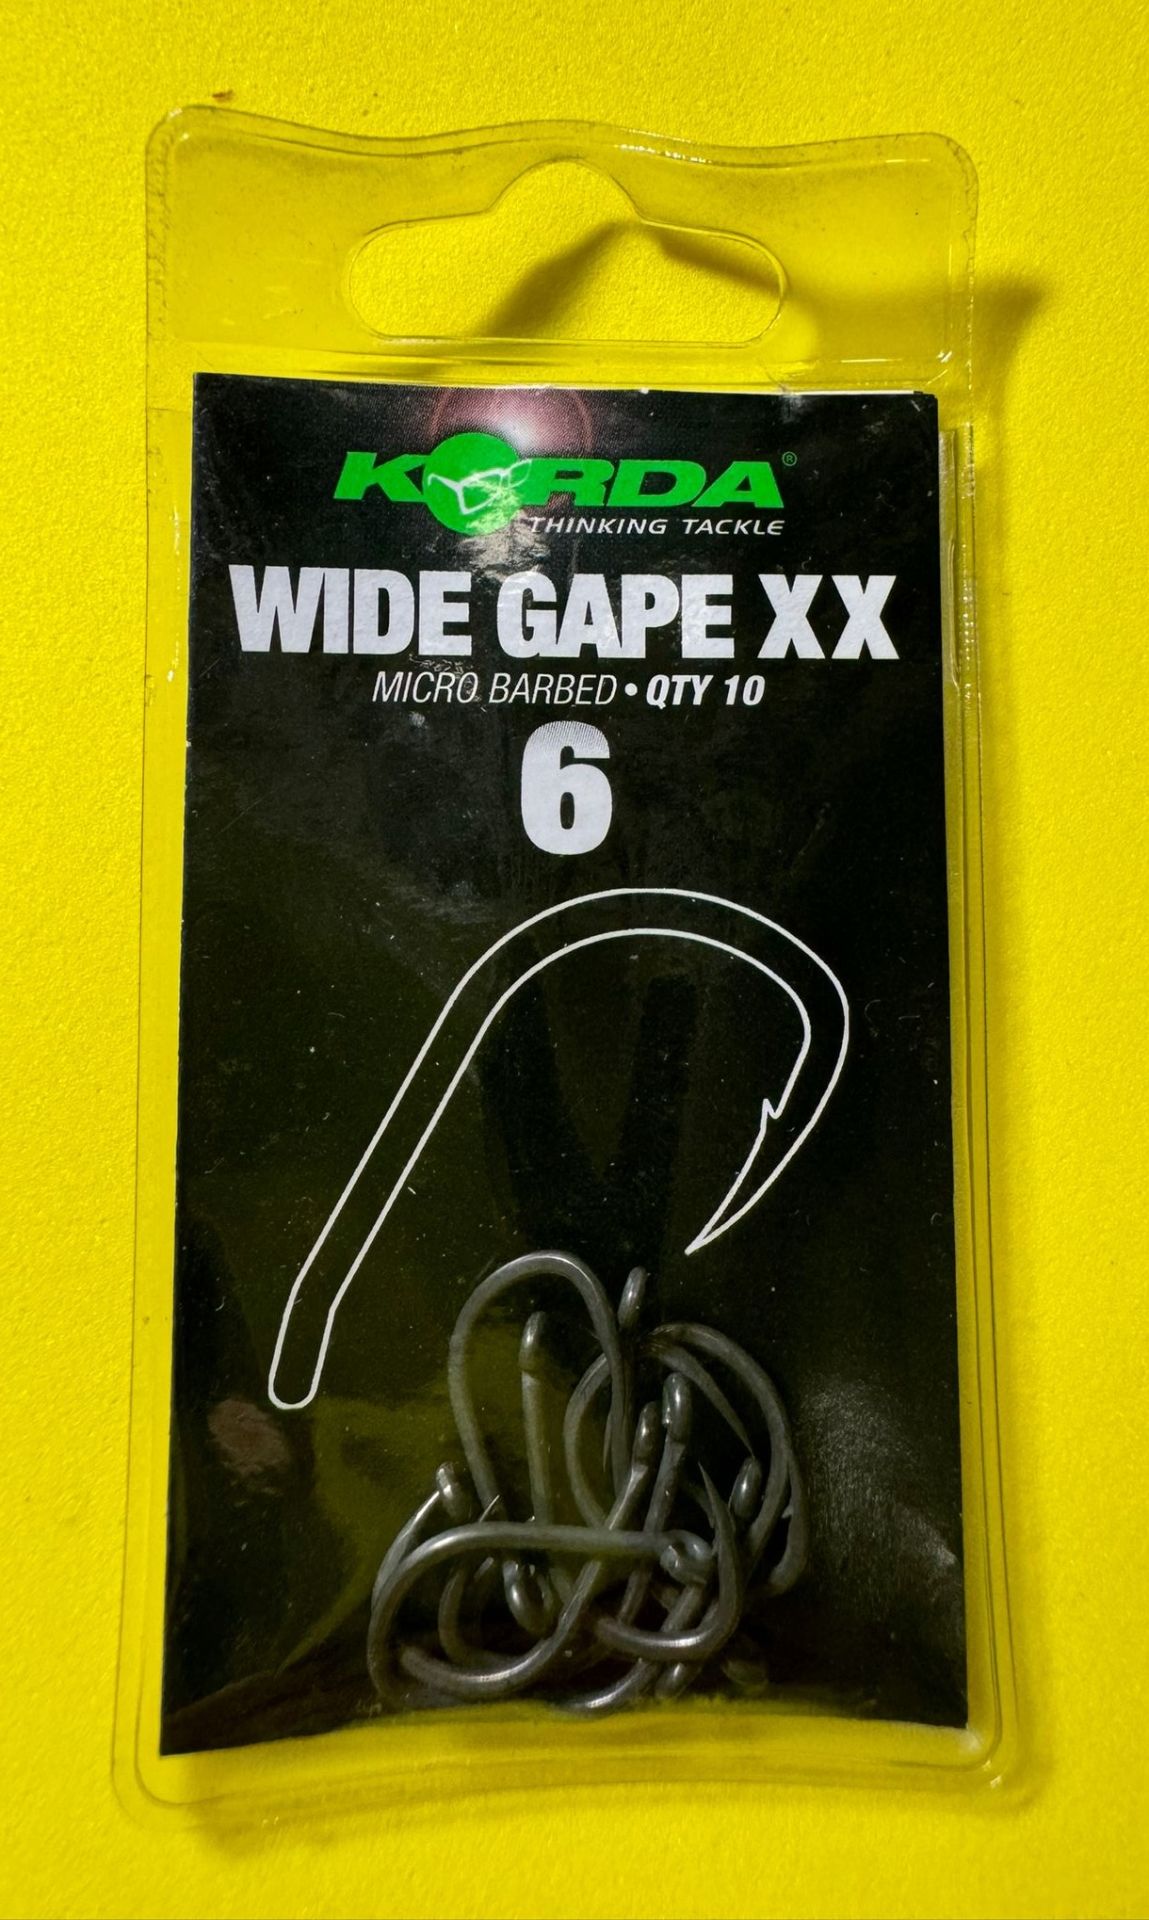 KORDA®
THINKING TACKLE
WIDE GAPE XX
MICRO BARBED • QTY 10
6